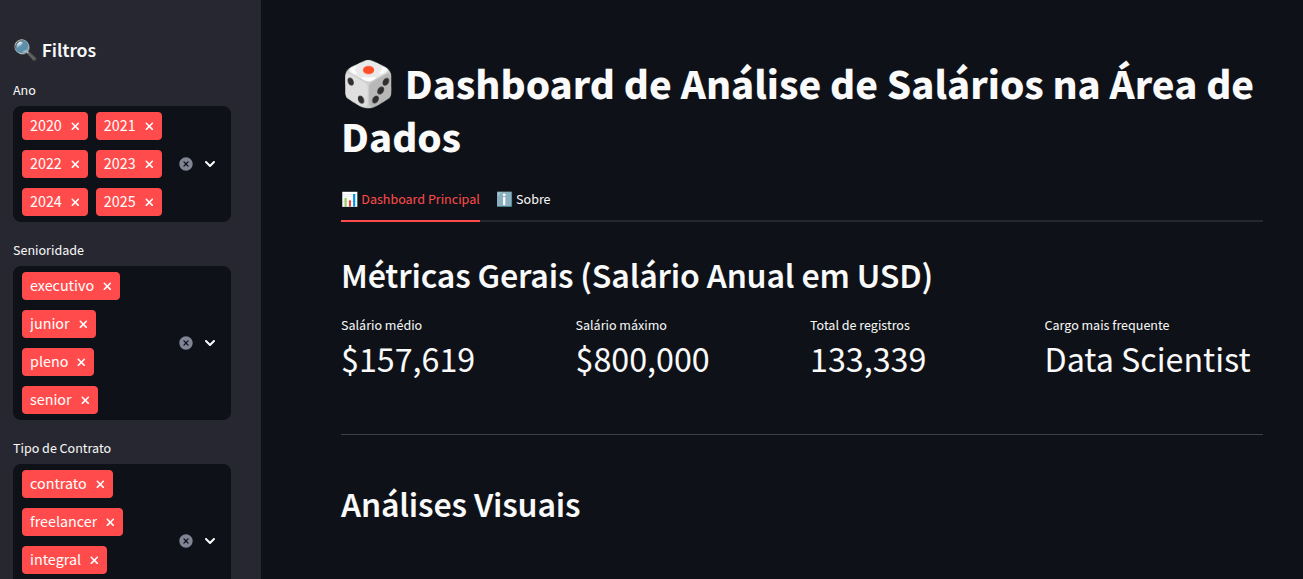 🔍 Filtros
Ano
2020 × 2021 ×
2022 × 2023 ×
2024 × 2025 ×
Senioridade
executivo ×
junior ×
pleno ×
senior ×
Tipo de Contrato
contrato ×
freelancer ×
integral ×
🎲 Dashboard de Análise de Salários na Área de
Dados
📊 Dashboard Principal ℹ️ Sobre
Métricas Gerais (Salário Anual em USD)
Salário médio
$157,619
Salário máximo
$800,000
Total de registros
133,339
Cargo mais frequente
Data Scientist
Análises Visuais